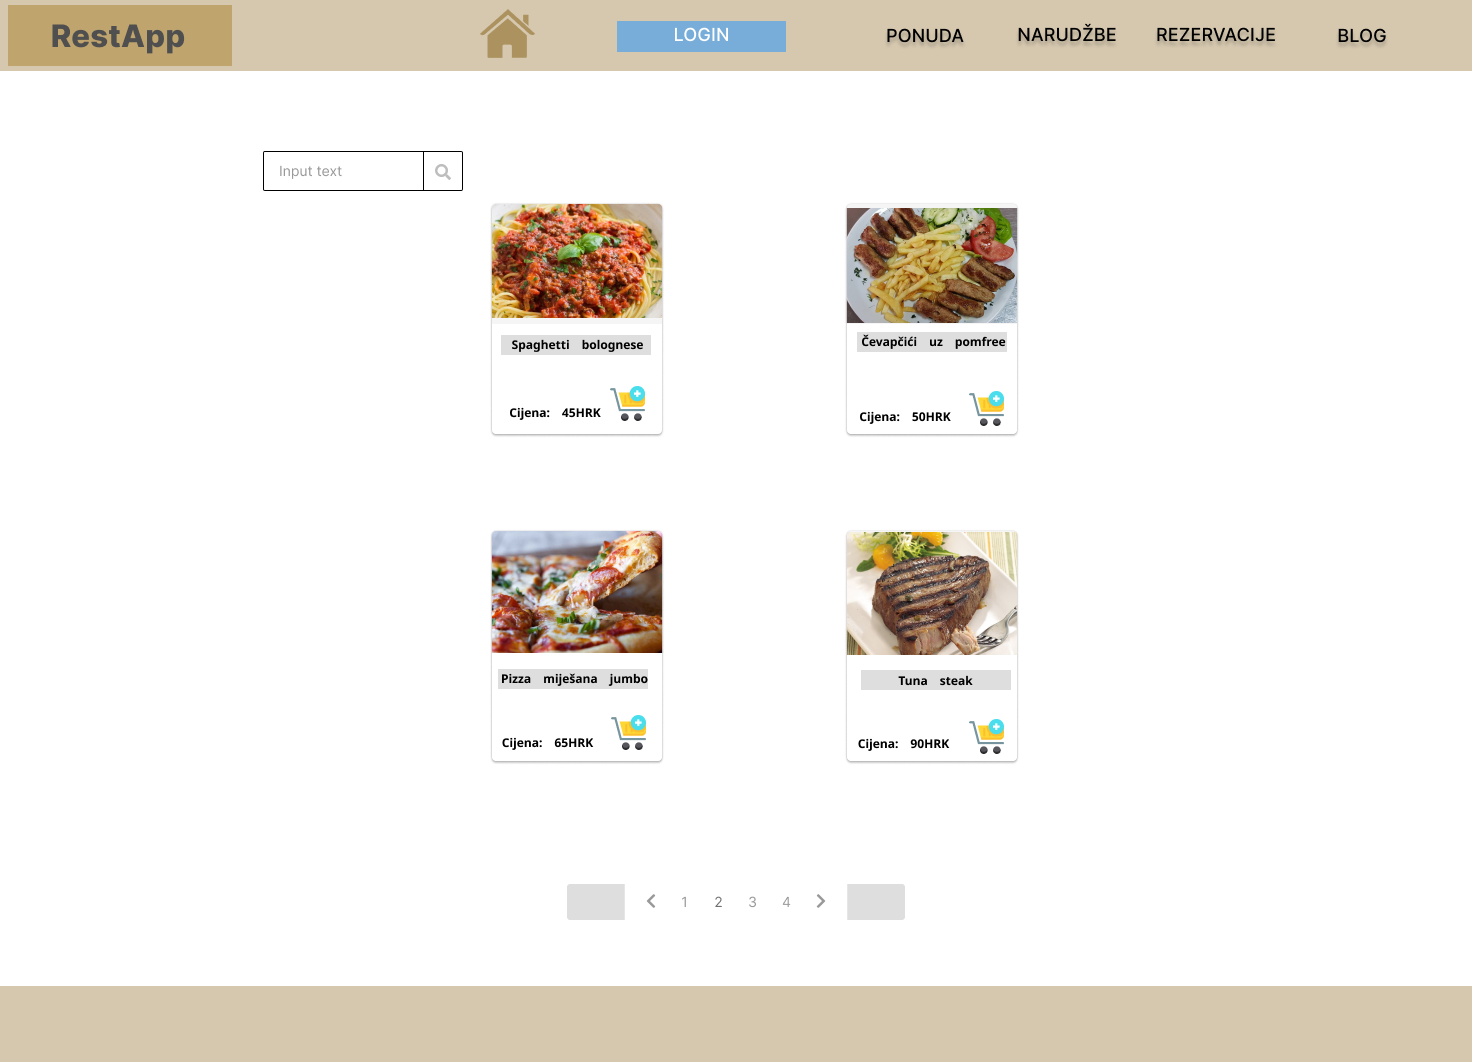 RestApp
LOGIN
PONUDA
NARUDŽBE
REZERVACIJE
BLOG
Input text
Spaghetti bolognese
Cijena: 45HRK
Čevapčići uz pomfree
Cijena: 50HRK
Pizza miješana jumbo
Cijena: 65HRK
Tuna steak
Cijena: 90HRK
1 2 3 4